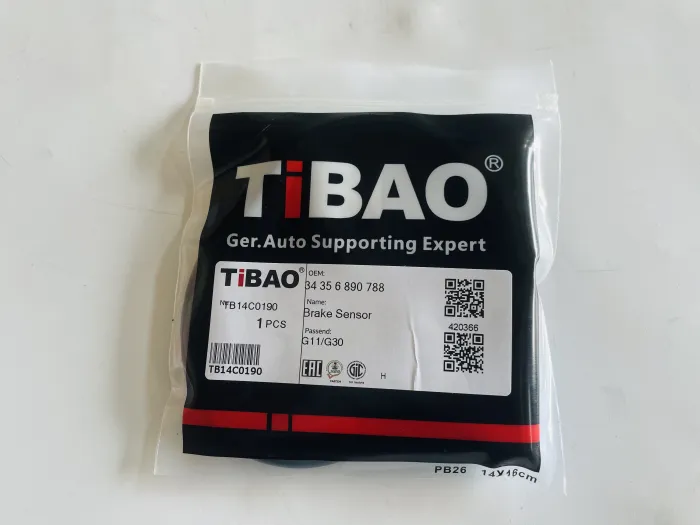 TiBAO®
Ger.Auto Supporting Expert
TiBAO®
OEM:
34 35 6 890 788
TB14C0190
Name:
Brake Sensor
1 PCS
Passend:
G11/G30
420366
TB14C0190
EAC
H
PB26 14X16cm